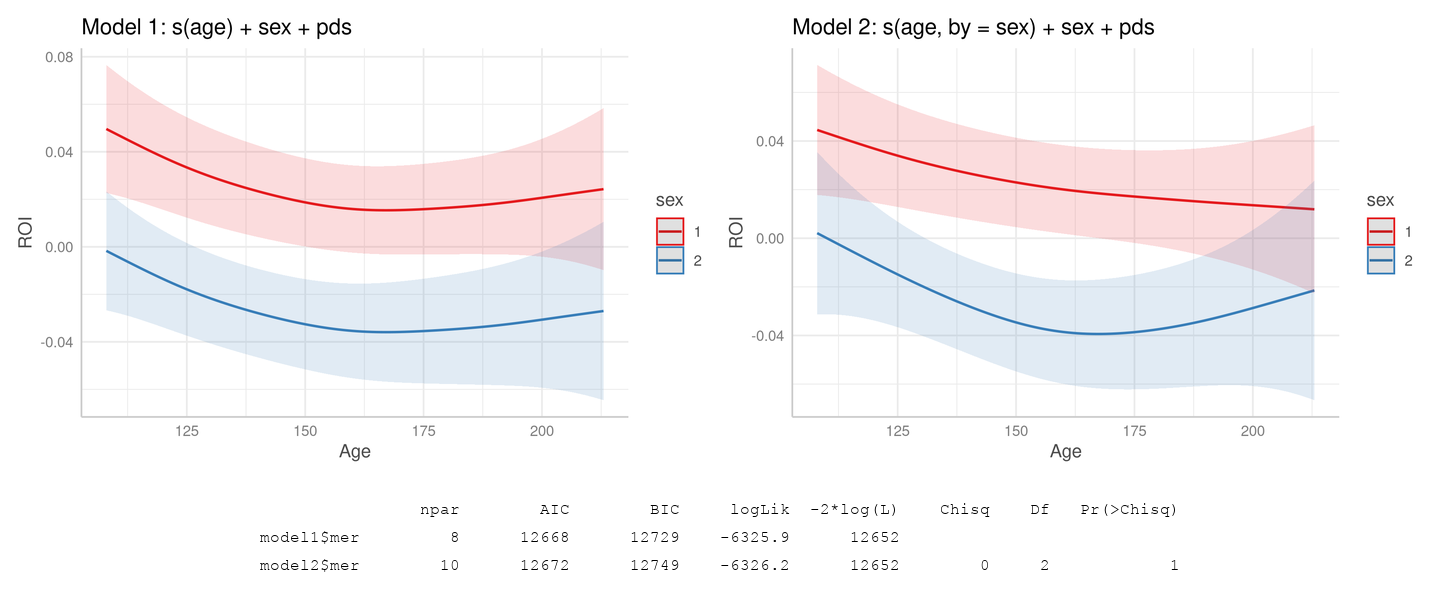 Model 1: s(age) + sex + pds
0.08
0.04
0.00
-0.04
ROI
125 150 175 200
Age
sex
1
2
Model 2: s(age, by = sex) + sex + pds
0.04
0.00
-0.04
ROI
125 150 175 200
Age
sex
1
2
npar AIC BIC logLik -2*log(L) Chisq Df Pr(>Chisq)
model1$mer 8 12668 12729 -6325.9 12652
model2$mer 10 12672 12749 -6326.2 12652 0 2 1